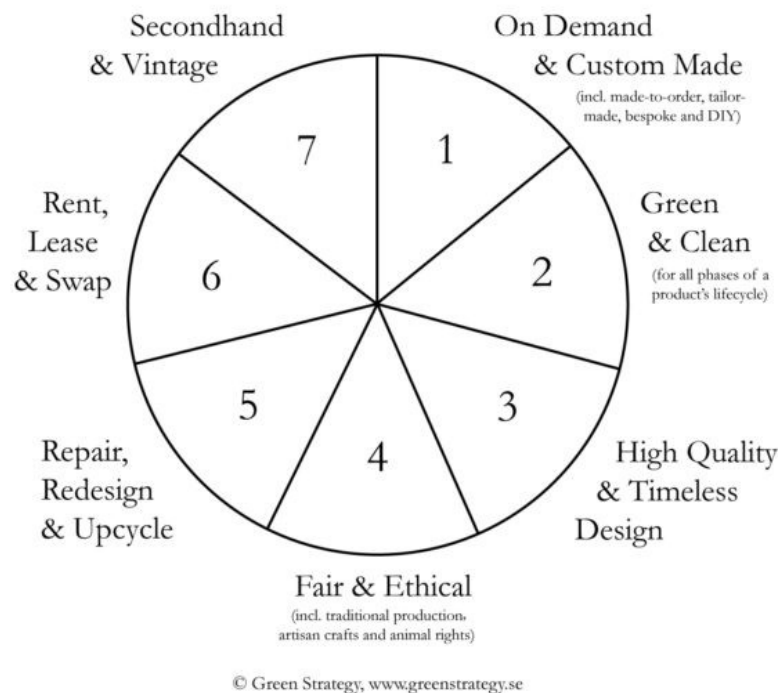 Secondhand
& Vintage
On Demand
& Custom Made
(incl. made-to-order, tailor-
made, bespoke and DIY)
7
1
Rent,
Lease
& Swap
6
2
Green
& Clean
(for all phases of a
product's lifecycle)
5
3
4
Repair,
Redesign
& Upcycle
High Quality
& Timeless
Design
Fair & Ethical
(incl. traditional production,
artisan crafts and animal rights)
© Green Strategy, www.greenstrategy.se